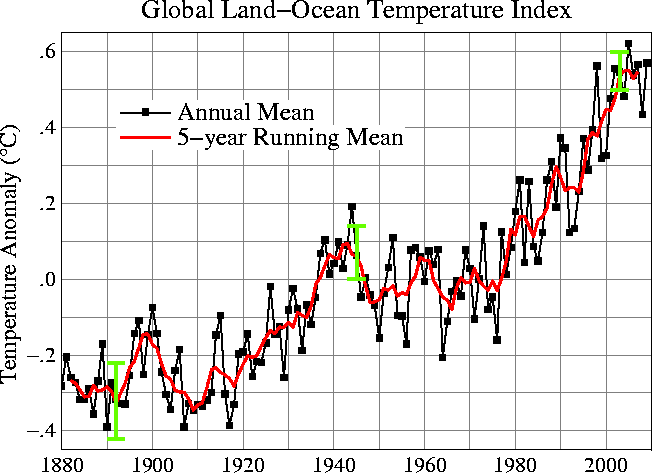 Global Land−Ocean Temperature Index
Temperature Anomaly (°C)
.6
.4
.2
.0
−.2
−.4
Annual Mean
5−year Running Mean
1880 1900 1920 1940 1960 1980 2000